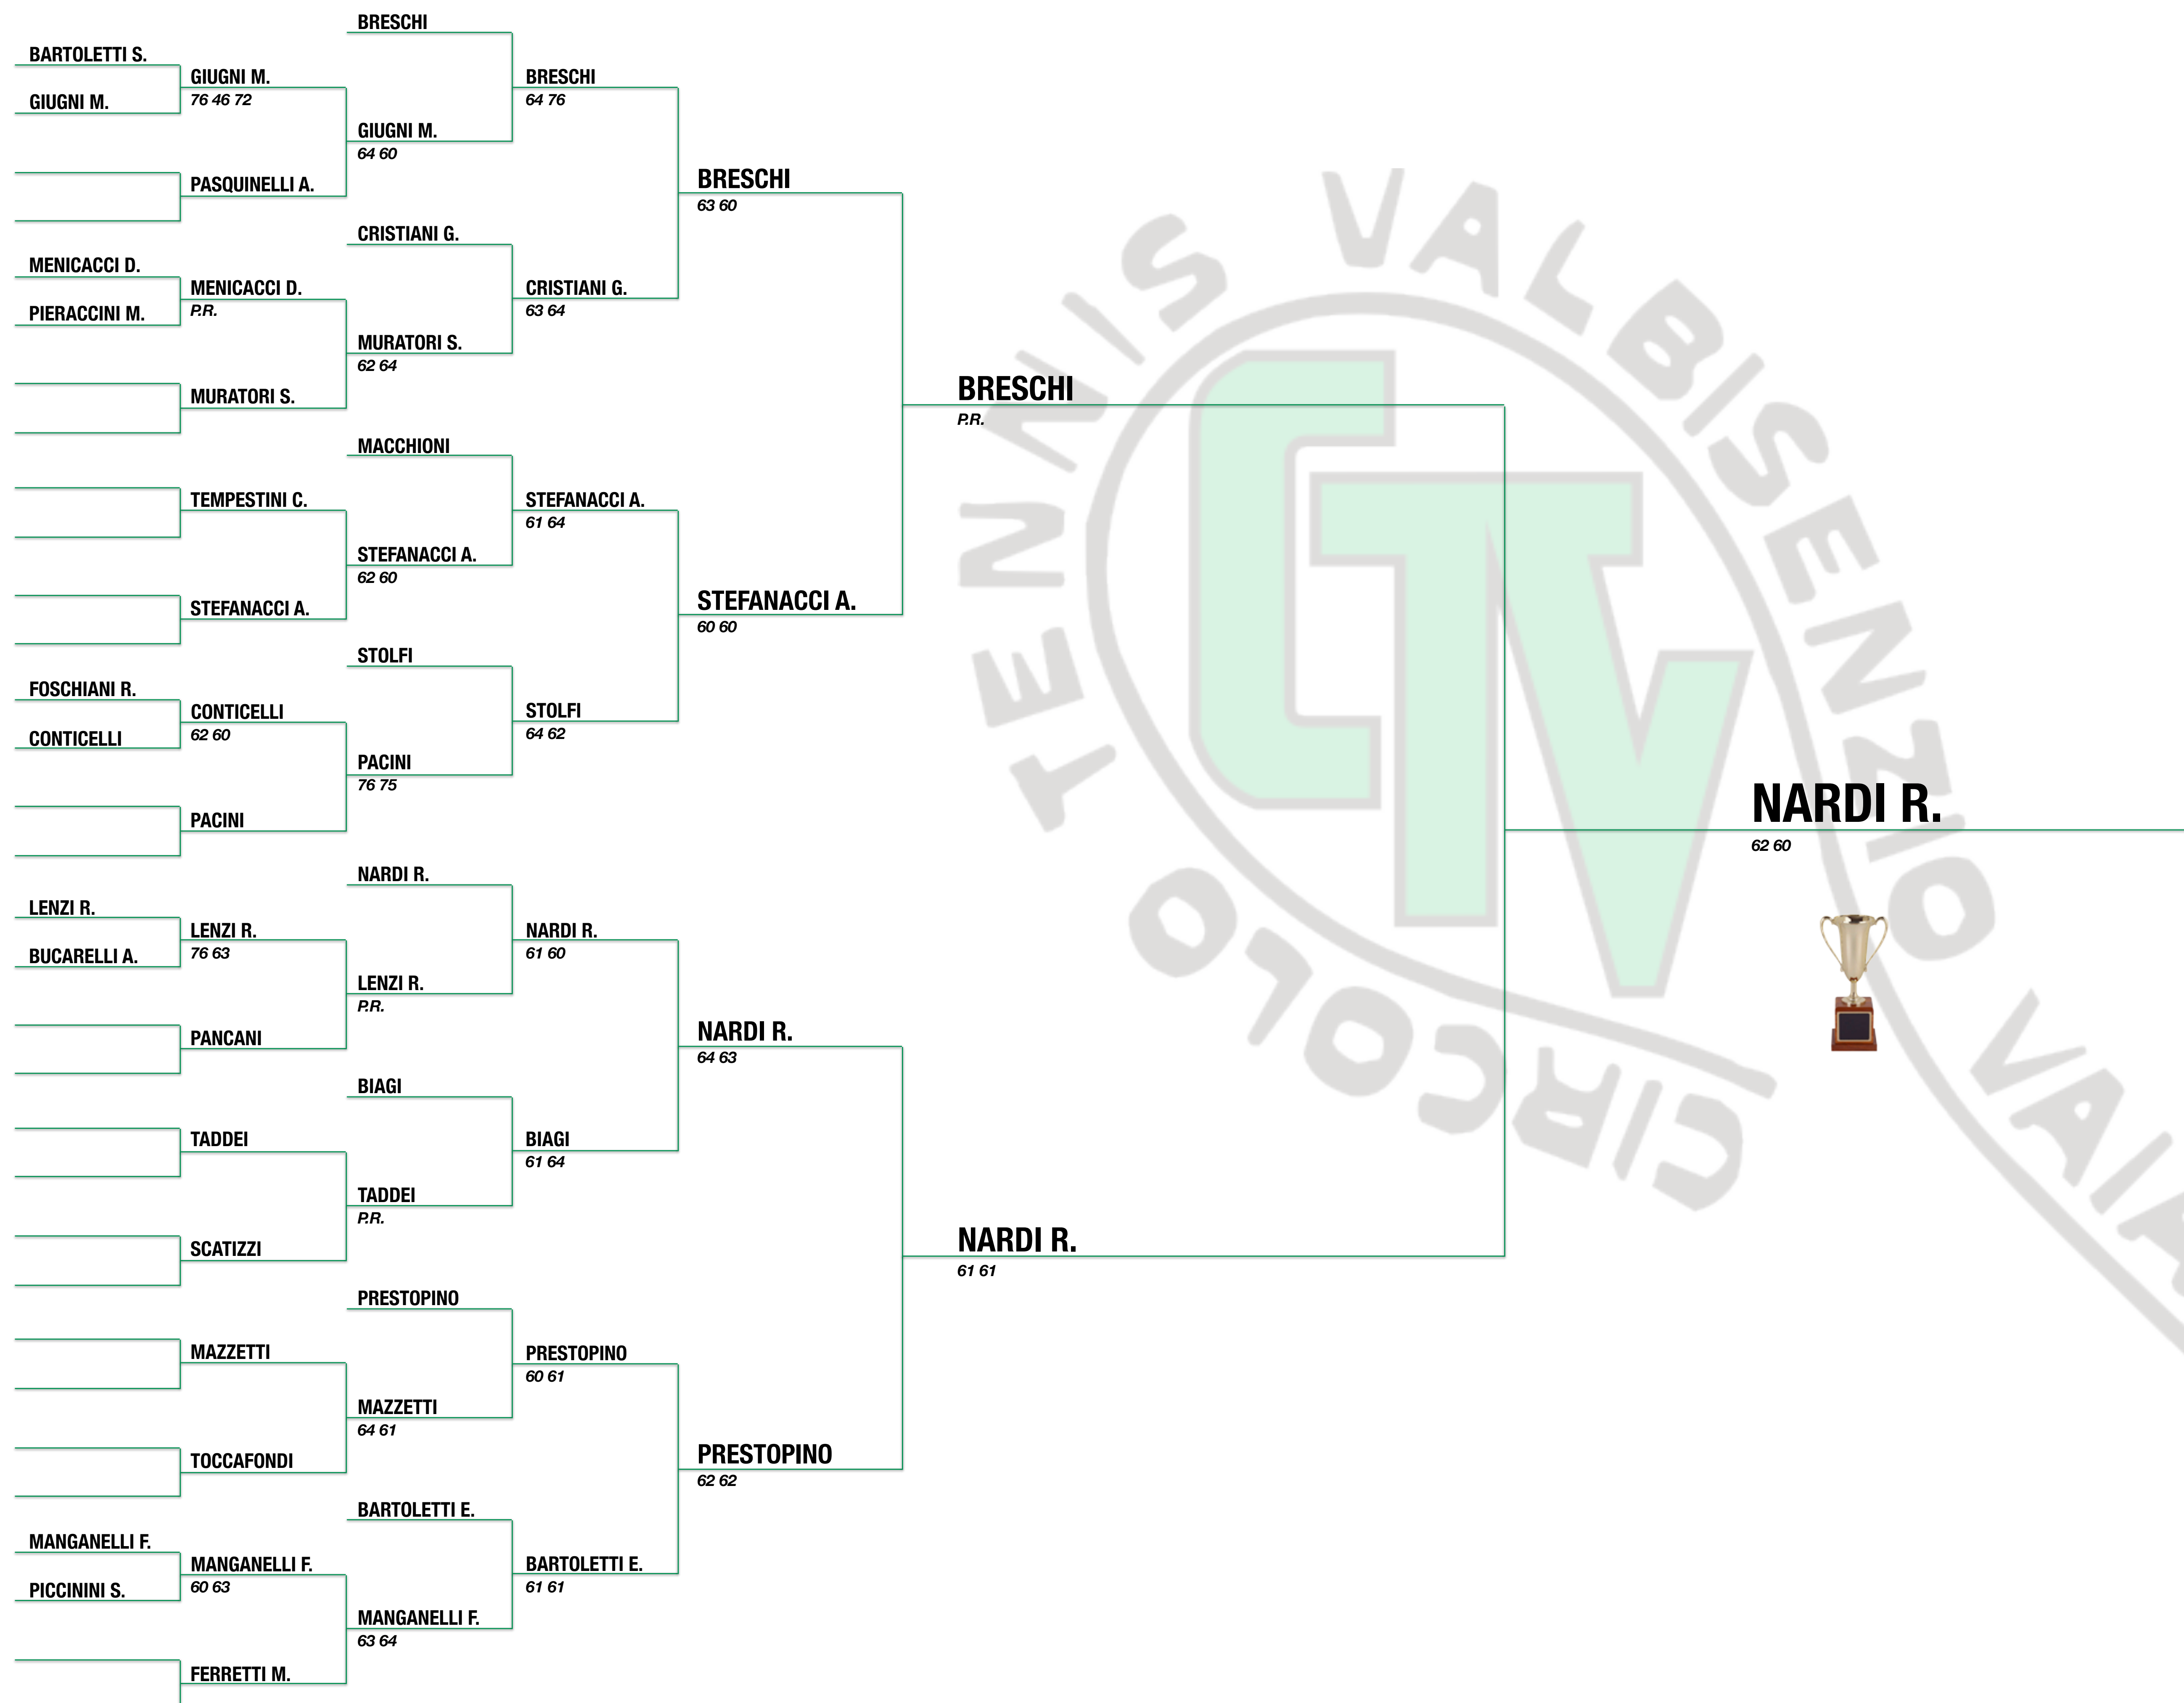 BARTOLETTI S.
GIUGNI M.
MENICACCI D.
PIERACCINI M.
FOSCHIANI R.
CONTICELLI
LENZI R.
BUCARELLI A.
MANGANELLI F.
PICCININI S.
GIUGNI M.
76 46 72
PASQUINELLI A.
MENICACCI D.
P.R.
MURATORI S.
TEMPESTINI C.
STEFANACCI A.
CONTICELLI
62 60
PACINI
LENZI R.
76 63
PANCANI
TADDEI
SCATIZZI
MAZZETTI
TOCCAFONDI
MANGANELLI F.
60 63
FERRETTI M.
BRESCHI
GIUGNI M.
64 60
CRISTIANI G.
MURATORI S.
62 64
MACCHIONI
STEFANACCI A.
62 60
STOLFI
PACINI
76 75
NARDI R.
LENZI R.
P.R.
BIAGI
TADDEI
P.R.
PRESTOPINO
MAZZETTI
64 61
BARTOLETTI E.
MANGANELLI F.
63 64
BRESCHI
64 76
CRISTIANI G.
63 64
STEFANACCI A.
61 64
STOLFI
64 62
NARDI R.
61 60
BIAGI
61 64
PRESTOPINO
60 61
BARTOLETTI E.
61 61
BRESCHI
63 60
STEFANACCI A.
60 60
NARDI R.
64 63
PRESTOPINO
62 62
BRESCHI
P.R.
NARDI R.
61 61
NARDI R.
62 60
CIRCOLO TENNIS VALBISENZIO
CTV